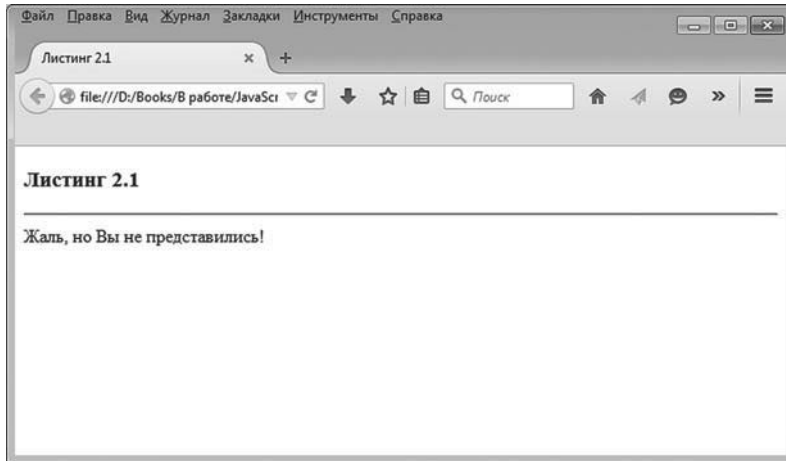 Файл Правка Вид Журнал Закладки Инструменты Справка
Листинг 2.1
file:///D:/Books/В работе/JavaScr
Поиск
Листинг 2.1
Жаль, но Вы не представились!